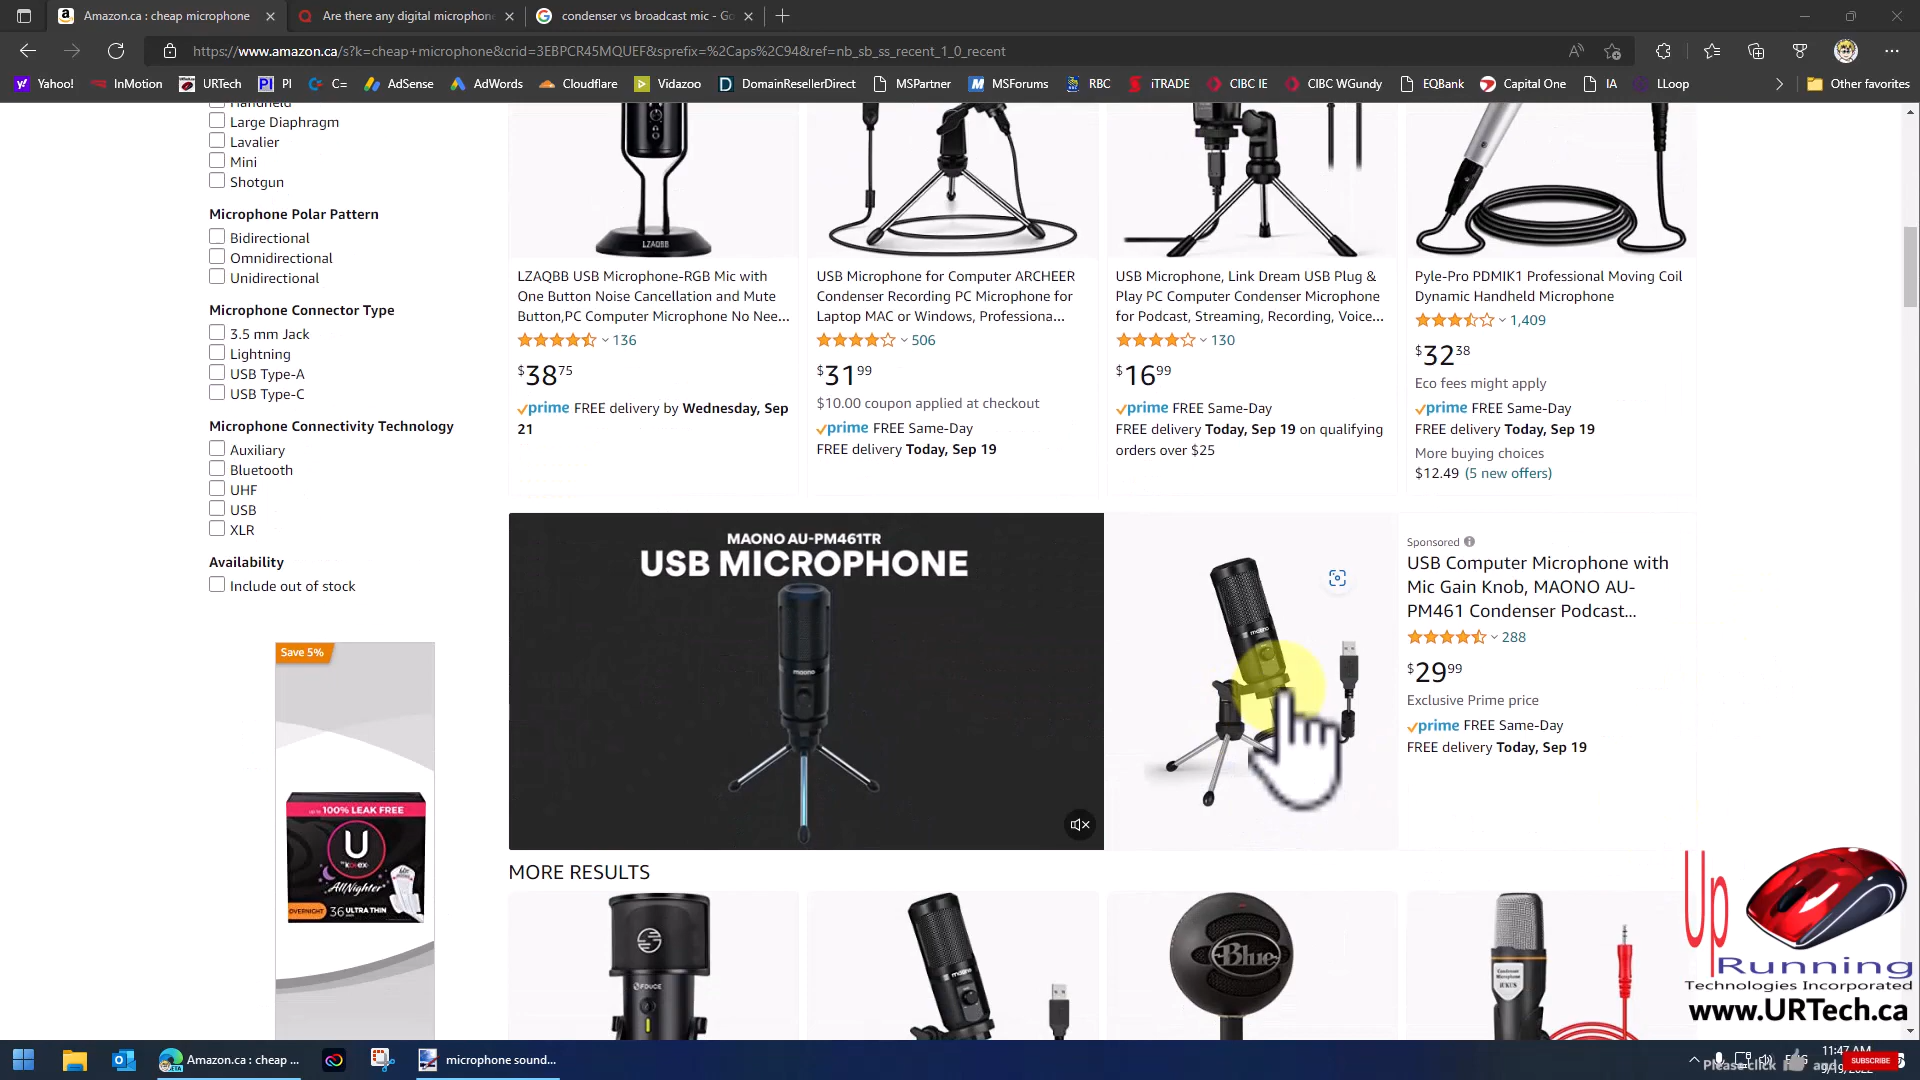 Amazon.ca : cheap microphone
Are there any digital microphone
condenser vs broadcast mic - Go
https://www.amazon.ca/s?k=cheap+microphone&crid=3EBPCR45MQUEF&sprefix=%2Caps%2C94&ref=nb_sb_ss_recent_1_0_recent
Yahoo! InMotion URTech PI C= AdSense AdWords Cloudflare Vidazoo DomainResellerDirect MSPartner MSForums RBC iTRADE CIBC IE CIBC WGundy EQBank Capital One IA LLoop Other favorites
Handheld
Large Diaphragm
Lavalier
Mini
Shotgun
Microphone Polar Pattern
Bidirectional
Omnidirectional
Unidirectional
Microphone Connector Type
3.5 mm Jack
Lightning
USB Type-A
USB Type-C
Microphone Connectivity Technology
Auxiliary
Bluetooth
UHF
USB
XLR
Availability
Include out of stock
Save 5%
100% LEAK FREE
U
by KOTEX
AllNighter
OVERNIGHT 36 ULTRA THIN
LZAQBB
LZAQBB USB Microphone-RGB Mic with
One Button Noise Cancellation and Mute
Button,PC Computer Microphone No Nee...
136
$38 75
prime FREE delivery by Wednesday, Sep
21
USB Microphone for Computer ARCHEER
Condenser Recording PC Microphone for
Laptop MAC or Windows, Professiona...
506
$31 99
$10.00 coupon applied at checkout
prime FREE Same-Day
FREE delivery Today, Sep 19
USB Microphone, Link Dream USB Plug &
Play PC Computer Condenser Microphone
for Podcast, Streaming, Recording, Voice...
130
$16 99
prime FREE Same-Day
FREE delivery Today, Sep 19 on qualifying
orders over $25
Pyle-Pro PDMIK1 Professional Moving Coil
Dynamic Handheld Microphone
1,409
$32 38
Eco fees might apply
prime FREE Same-Day
FREE delivery Today, Sep 19
More buying choices
$12.49 (5 new offers)
MAONO AU-PM461TR
USB MICROPHONE
maono
maono
Sponsored
USB Computer Microphone with
Mic Gain Knob, MAONO AU-
PM461 Condenser Podcast...
288
$29 99
Exclusive Prime price
prime FREE Same-Day
FREE delivery Today, Sep 19
MORE RESULTS
FDUCE
maono
Blue
Condenser
Microphone
Up
Running
Technologies Incorporated
www.URTech.ca
Amazon.ca : cheap ...
microphone sound...
11:47 AM
Please click and SUBSCRIBE